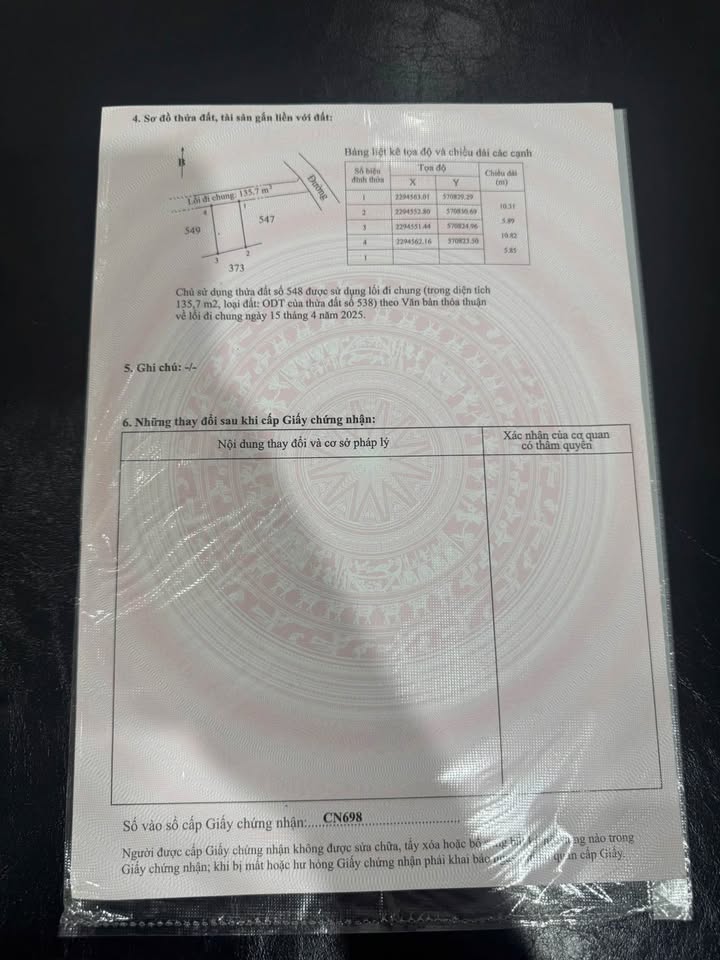 4. Sơ đồ thửa đất, tài sản gắn liền với đất:
B
Lối đi chung: 135,7 m²
Đường
4
1
549
547
3
2
373
Bảng liệt kê tọa độ và chiều dài các cạnh
Số hiệu đỉnh thửa Tọa độ Chiều dài (m)
X Y
1 2294563.01 570829.29
10.31
2 2294552.80
5.89
3 2294551.44 570824.96
10.82
4 2294562.16 570823.50
5.85
1
Chủ sử dụng thửa đất số 548 được sử dụng lối đi chung (trong diện tích
135,7 m2, loại đất: ODT của thửa đất số 538) theo Văn bản thỏa thuận
về lối đi chung ngày 15 tháng 4 năm 2025.
5. Ghi chú: -/-
6. Những thay đổi sau khi cấp Giấy chứng nhận:
Nội dung thay đổi và cơ sở pháp lý
Xác nhận của cơ quan
có thẩm quyền
Số vào sổ cấp Giấy chứng nhận: CN698
Người được cấp Giấy chứng nhận không được sửa chữa, tẩy xóa hoặc bổ nào trong
Giấy chứng nhận; khi bị mất hoặc hư hỏng Giấy chứng nhận phải khai báo quan cấp Giấy.